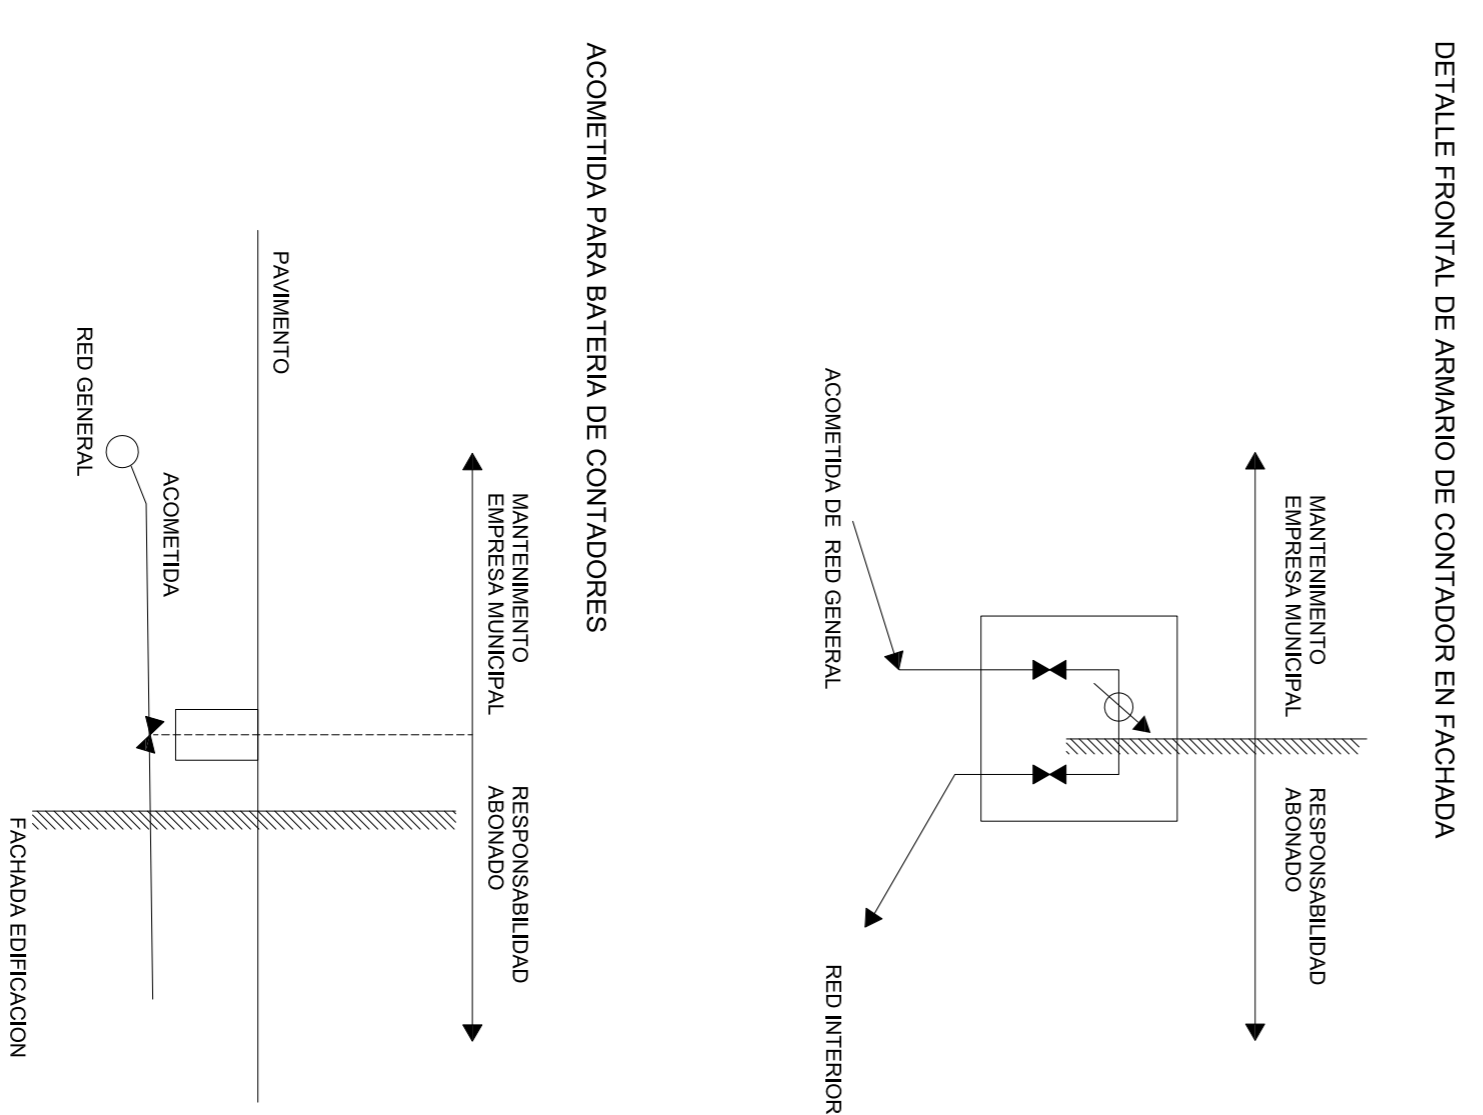 DETALLE FRONTAL DE ARMARIO DE CONTADOR EN FACHADA
MANTENIMIENTO
EMPRESA MUNICIPAL
RESPONSABILIDAD
ABONADO
ACOMETIDA DE RED GENERAL
RED INTERIOR
ACOMETIDA PARA BATERIA DE CONTADORES
MANTENIMIENTO
EMPRESA MUNICIPAL
RESPONSABILIDAD
ABONADO
PAVIMENTO
ACOMETIDA
RED GENERAL
FACHADA EDIFICACION